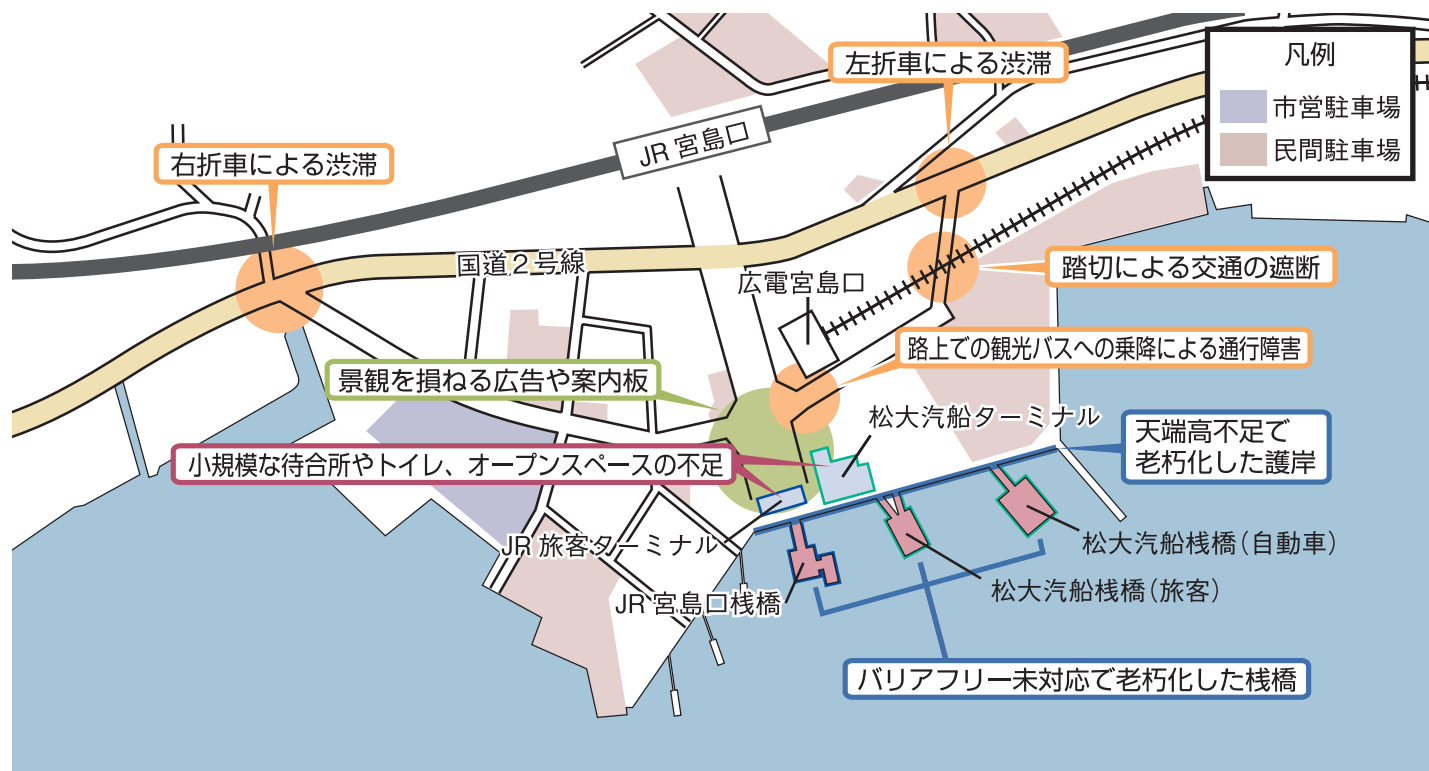 左折車による渋滞
凡例
市営駐車場
民間駐車場
JR 宮島口
右折車による渋滞
国道2号線
踏切による交通の遮断
広電宮島口
路上での観光バスへの乗降による通行障害
景観を損ねる広告や案内板
松大汽船ターミナル
天端高不足で
老朽化した護岸
小規模な待合所やトイレ、オープンスペースの不足
JR 旅客ターミナル
松大汽船桟橋(自動車)
松大汽船桟橋(旅客)
JR 宮島口桟橋
バリアフリー未対応で老朽化した桟橋